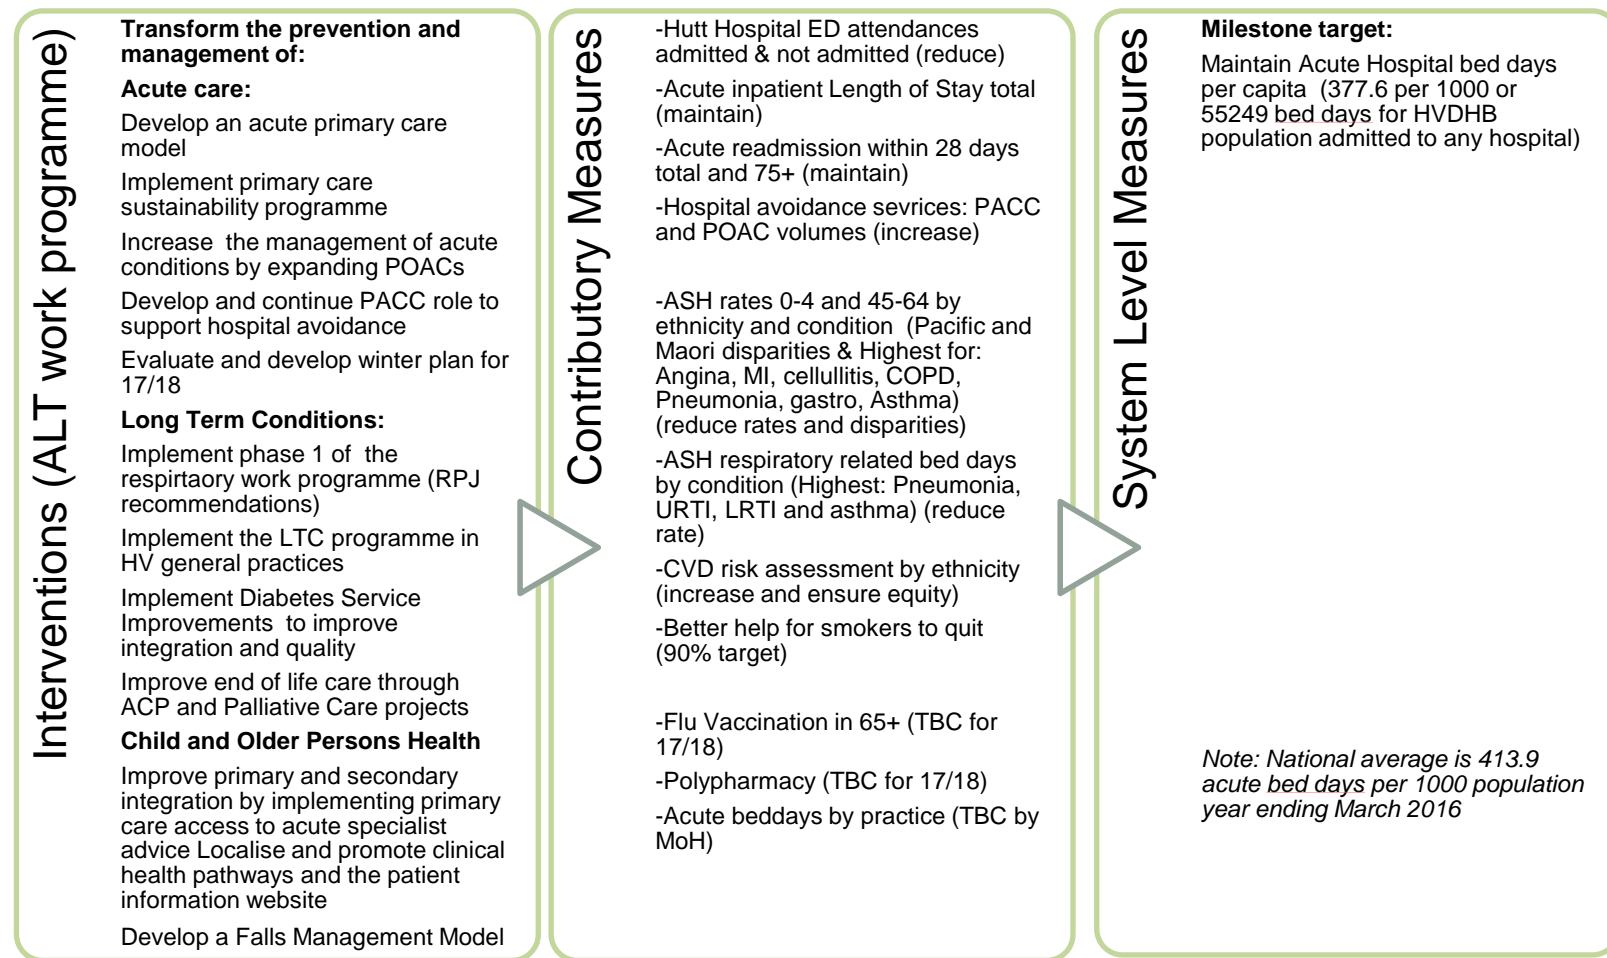 Interventions (ALT work programme)
Transform the prevention and
management of:
Acute care:
Develop an acute primary care
model
Implement primary care
sustainability programme
Increase the management of acute
conditions by expanding POACs
Develop and continue PACC role to
support hospital avoidance
Evaluate and develop winter plan for
17/18
Long Term Conditions:
Implement phase 1 of the
respirtaory work programme (RPJ
recommendations)
Implement the LTC programme in
HV general practices
Implement Diabetes Service
Improvements to improve
integration and quality
Improve end of life care through
ACP and Palliative Care projects
Child and Older Persons Health
Improve primary and secondary
integration by implementing primary
care access to acute specialist
advice Localise and promote clinical
health pathways and the patient
information website
Develop a Falls Management Model
Contributory Measures
-Hutt Hospital ED attendances
admitted & not admitted (reduce)
-Acute inpatient Length of Stay total
(maintain)
-Acute readmission within 28 days
total and 75+ (maintain)
-Hospital avoidance sevrices: PACC
and POAC volumes (increase)
-ASH rates 0-4 and 45-64 by
ethnicity and condition (Pacific and
Maori disparities & Highest for:
Angina, MI, cellullitis, COPD,
Pneumonia, gastro, Asthma)
(reduce rates and disparities)
-ASH respiratory related bed days
by condition (Highest: Pneumonia,
URTI, LRTI and asthma) (reduce
rate)
-CVD risk assessment by ethnicity
(increase and ensure equity)
-Better help for smokers to quit
(90% target)
-Flu Vaccination in 65+ (TBC for
17/18)
-Polypharmacy (TBC for 17/18)
-Acute beddays by practice (TBC by
MoH)
System Level Measures
Milestone target:
Maintain Acute Hospital bed days
per capita (377.6 per 1000 or
55249 bed days for HVDHB
population admitted to any hospital)
Note: National average is 413.9
acute bed days per 1000 population
year ending March 2016